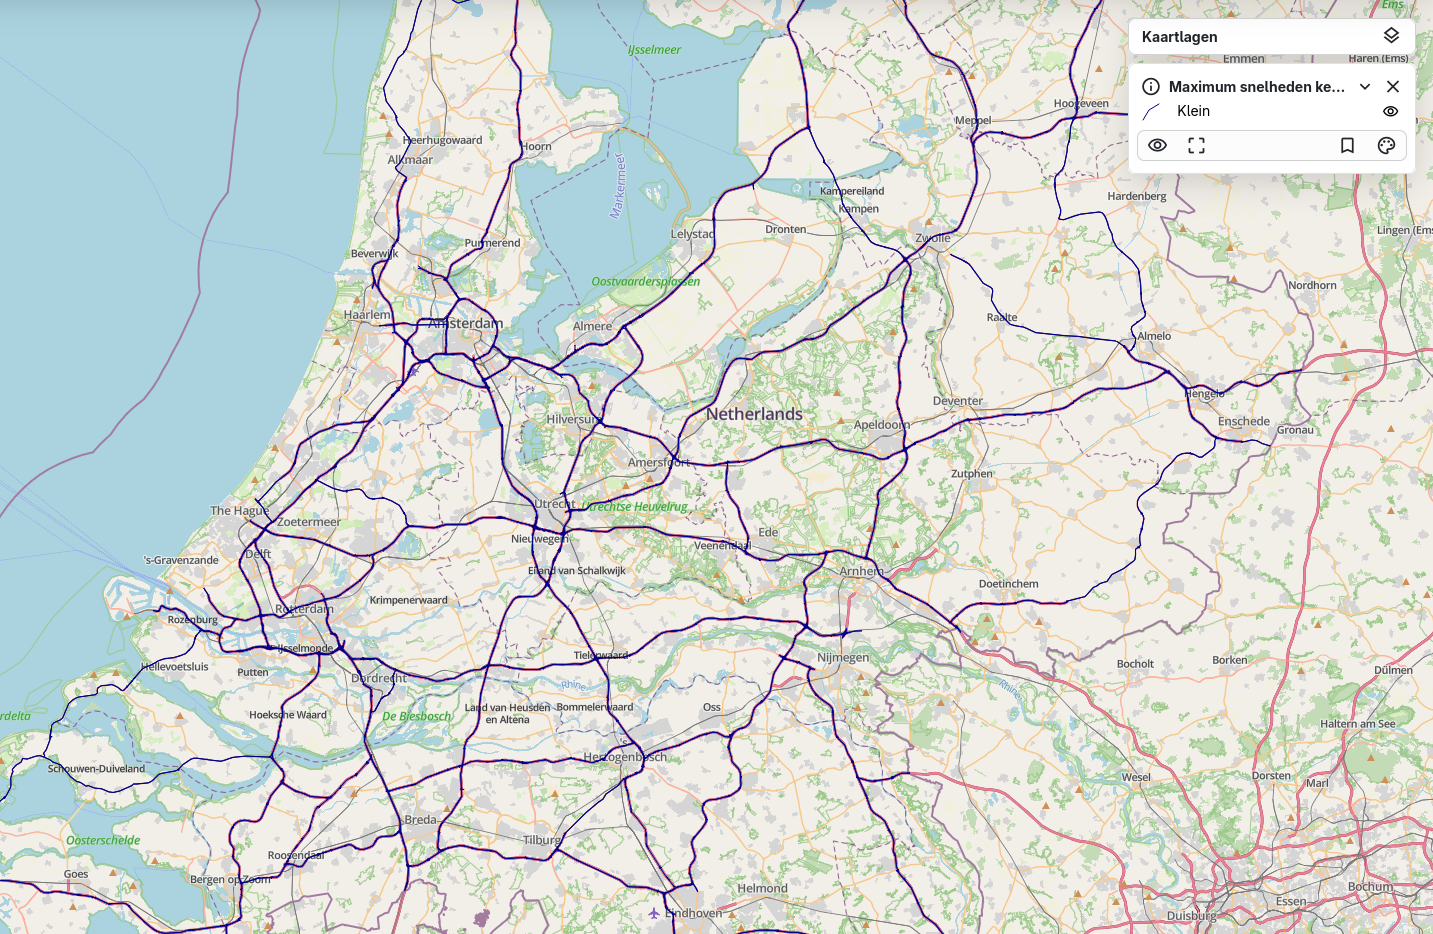 Ems
IJsselmeer
Kaartlagen
Emmen
Haren (Ems)
Maximum snelheden ke...
Klein
Hoogeveen
Meppel
Heerhugowaard
Hoorn
Alkmaar
Markermeer
Kampereiland
Hardenberg
Kampen
Lelystad
Dronten
Lingen (Ems
Zwolle
Purmerend
Beverwijk
Oostvaardersplassen
Nordhorn
Haarlem
Amsterdam
Almere
Raalte
Almelo
Netherlands
Hengelo
Deventer
Hilversum
Apeldoorn
Enschede
Gronau
Amersfoort
Zutphen
The Hague
Zoetermeer
Utrecht
Utrechtse Heuvelrug
Nieuwegein
Ede
Veenendaal
Delft
's-Gravenzande
Eiland van Schalkwijk
Arnhem
Doetinchem
Krimpenerwaard
Rotterdam
Rozenburg
IJsselmonde
Tielerwaard
Nijmegen
Hellevoetsluis
Putten
Dordrecht
Rhine
Rhine
Bocholt
Borken
Dülmen
Hoeksche Waard
De Biesbosch
Land van Heusden
en Altena
Bommelerwaard
Oss
rdelta
Haltern am See
's-
Hertogenbosch
Schouwen-Duiveland
Wesel
Dorsten
Marl
Breda
Tilburg
Oosterschelde
Roosendaal
Goes
Bergen op Zoom
Helmond
Eindhoven
Bochum
Essen
Duisburg